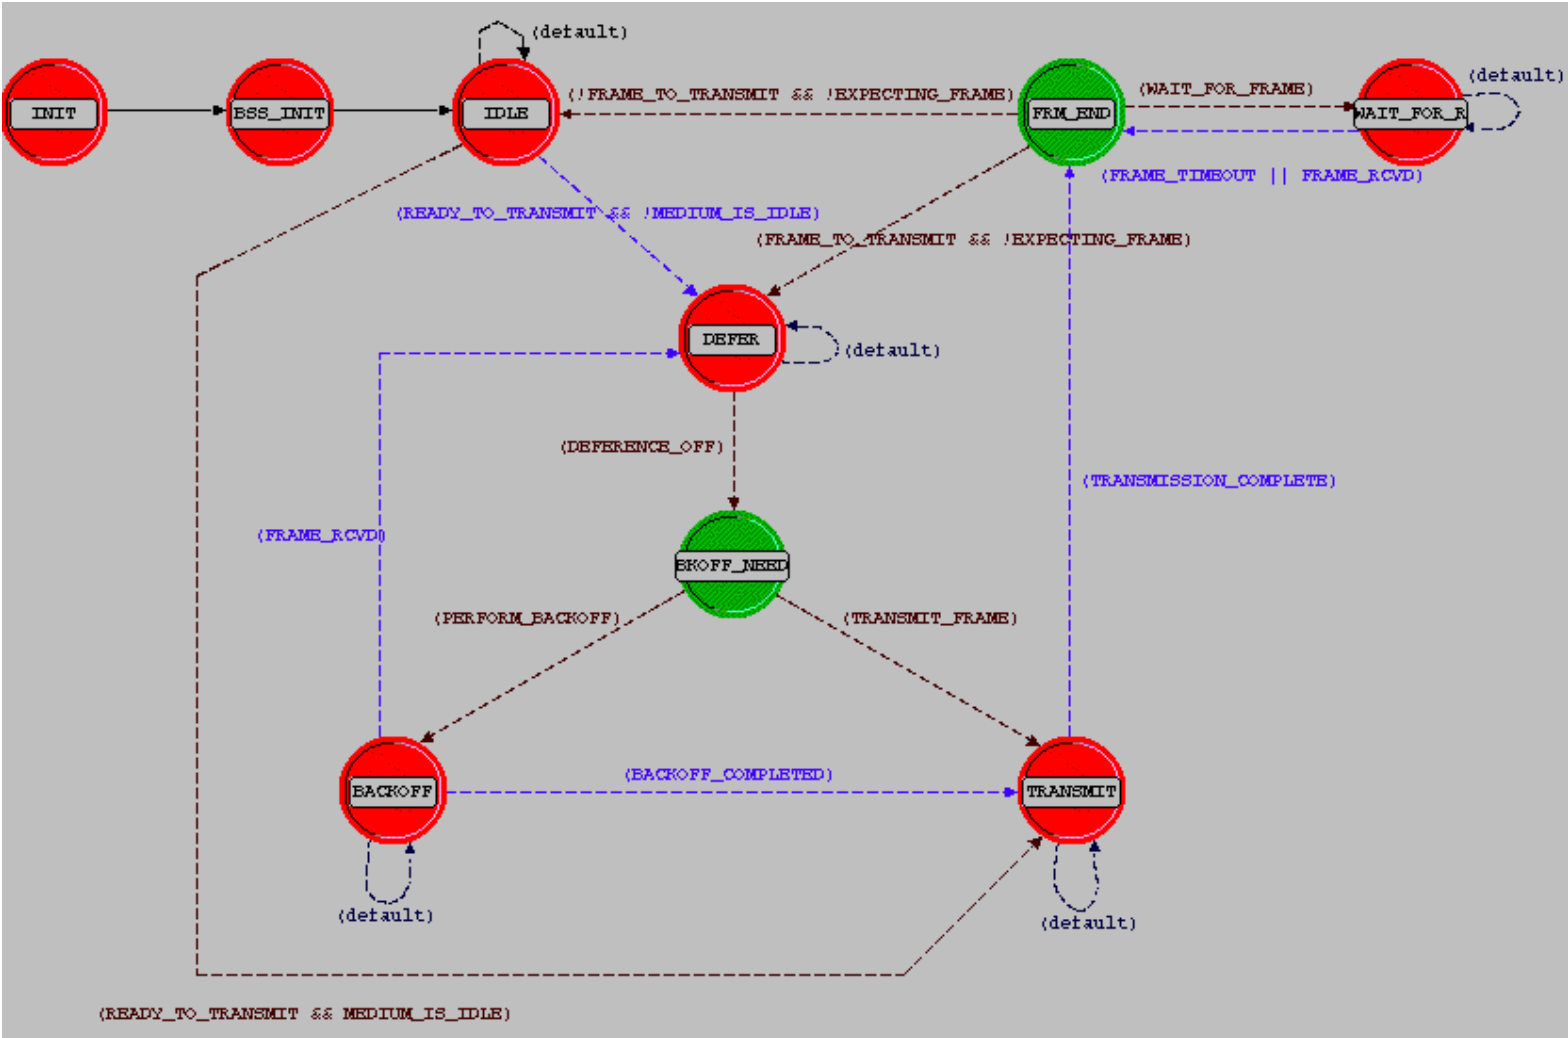 (default)
(default)
INIT
BSS_INIT
IDLE
(!FRAME_TO_TRANSMIT && !EXPECTING_FRAME)
FRM_END
(WAIT_FOR_FRAME)
WAIT_FOR_R
(FRAME_TIMEOUT || FRAME_RCVD)
(READY_TO_TRANSMIT && !MEDIUM_IS_IDLE)
(FRAME_TO_TRANSMIT && !EXPECTING_FRAME)
DEFER
(default)
(DEFERENCE_OFF)
(TRANSMISSION_COMPLETE)
(FRAME_RCVD)
BKOFF_NEED
(PERFORM_BACKOFF)
(TRANSMIT_FRAME)
(BACKOFF_COMPLETED)
BACKOFF
TRANSMIT
(default)
(default)
(READY_TO_TRANSMIT && MEDIUM_IS_IDLE)